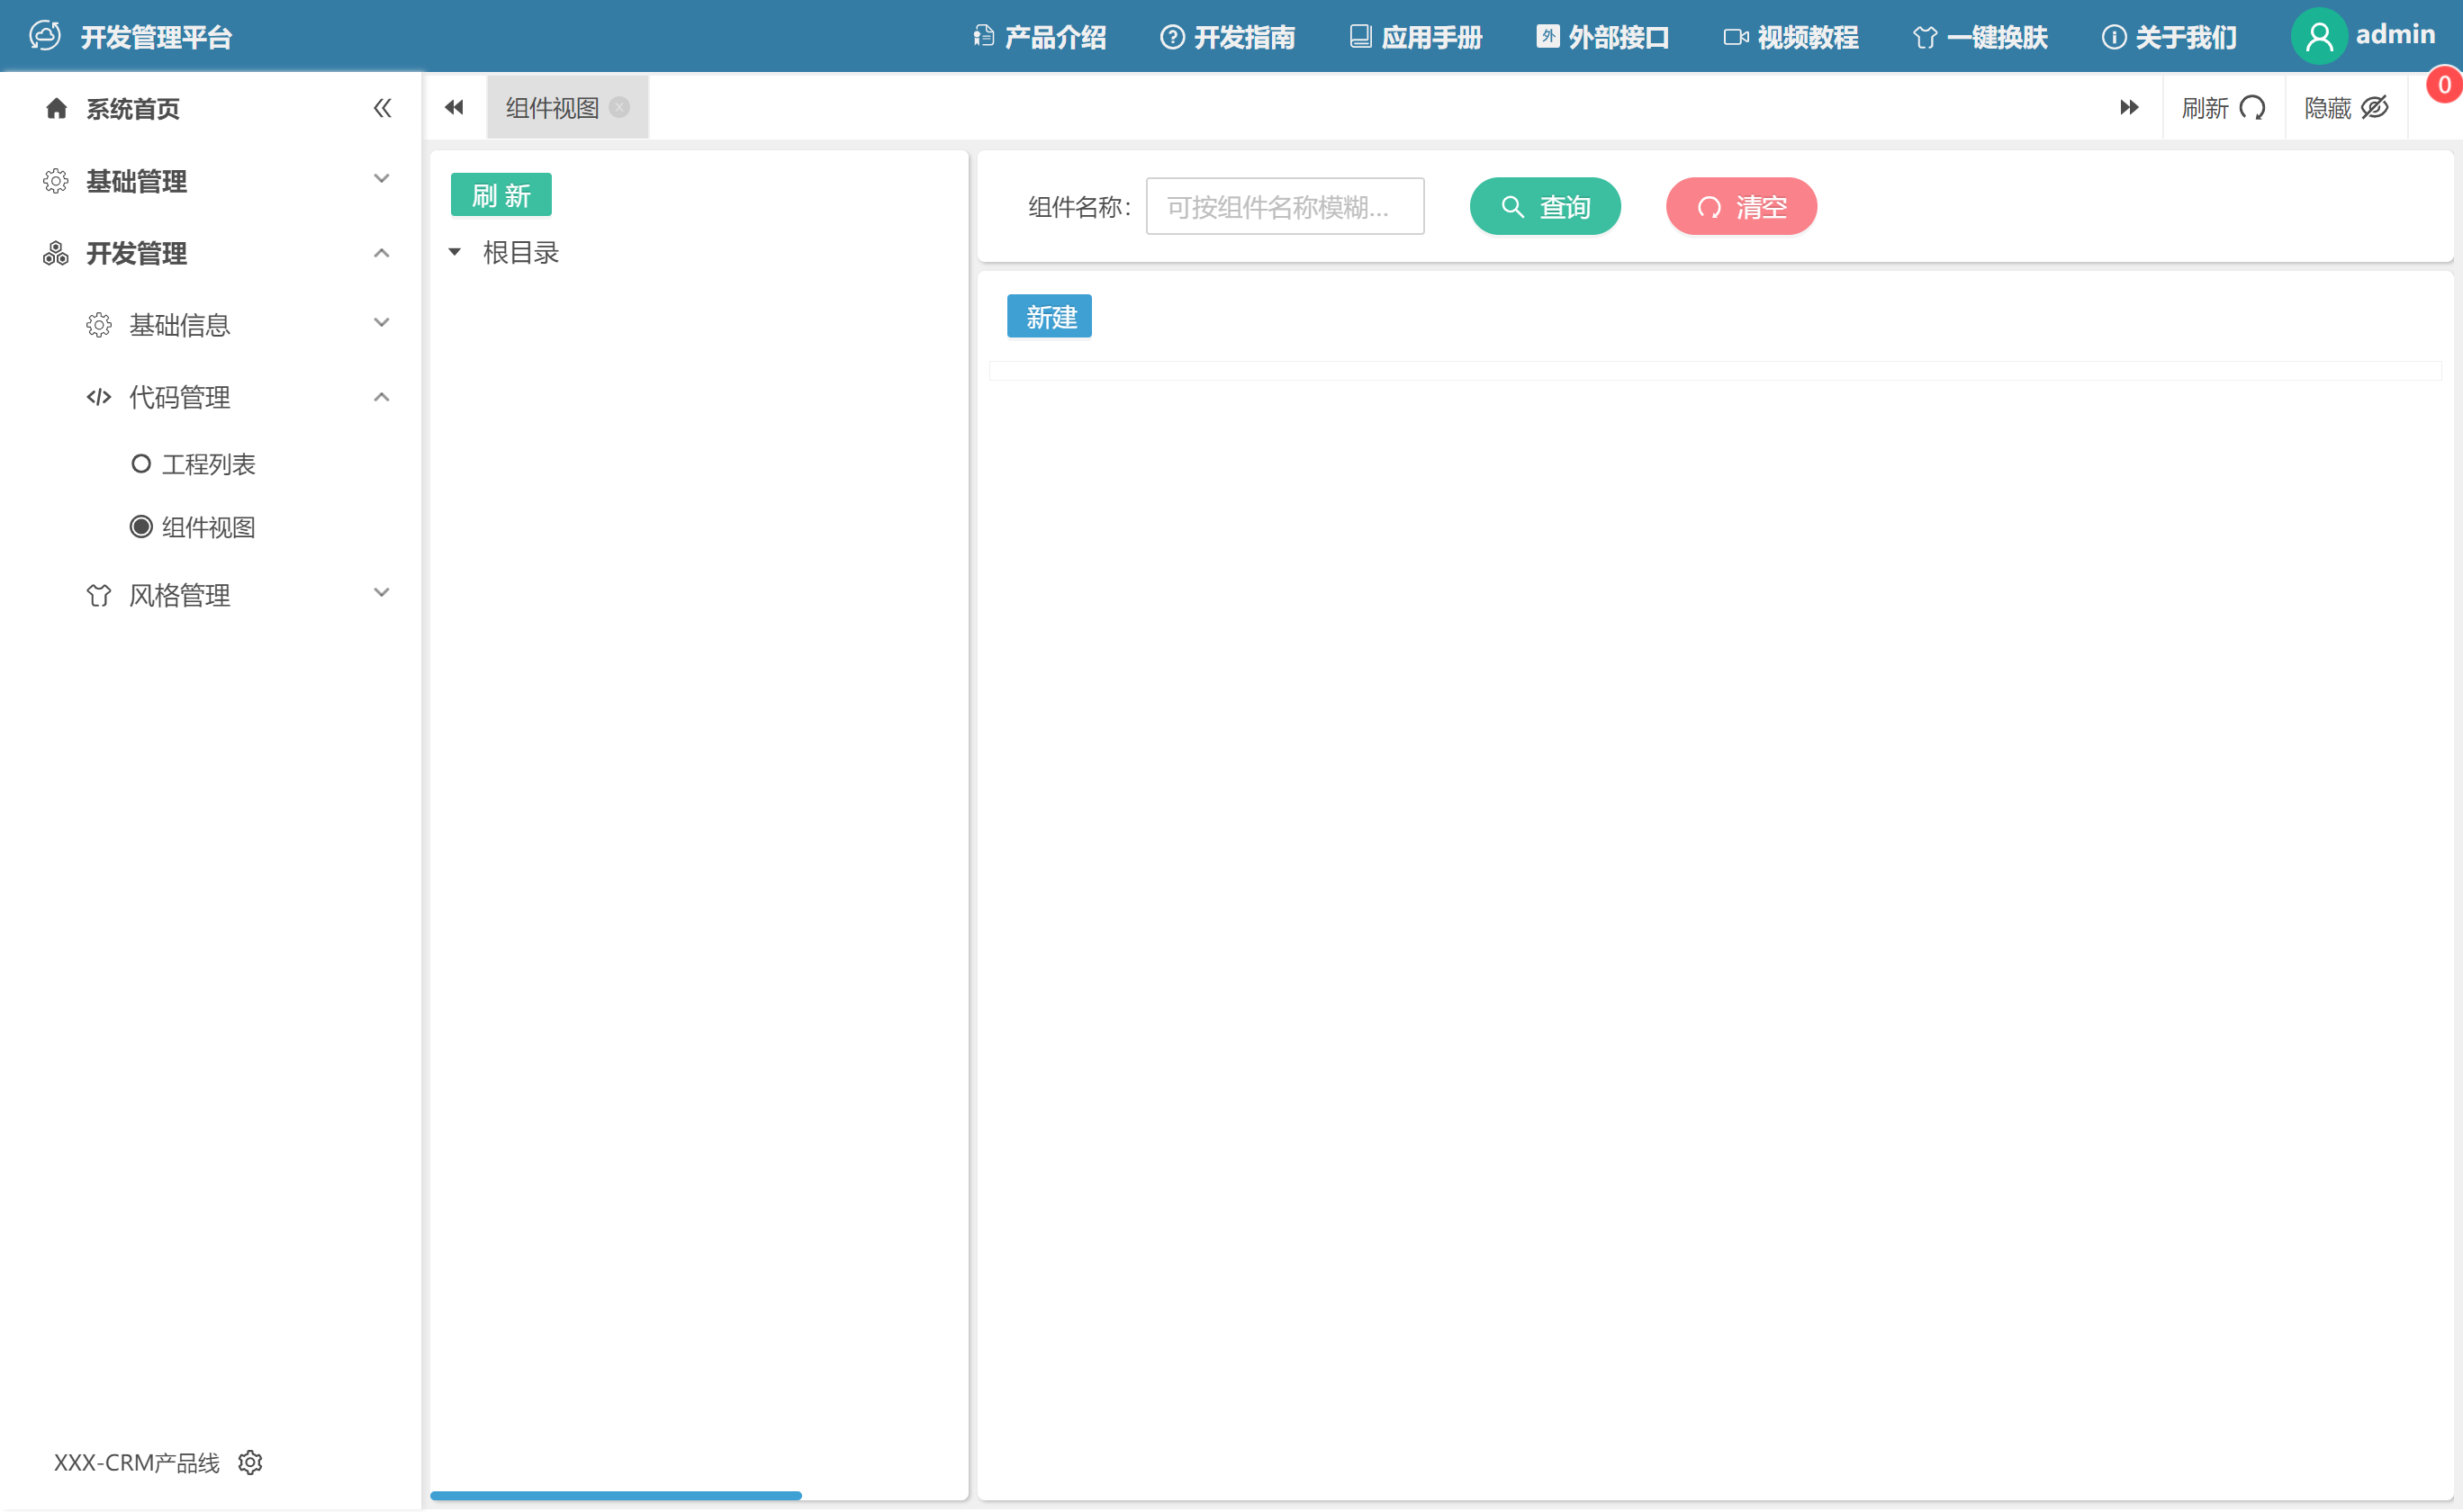 开发管理平台
产品介绍
开发指南
应用手册
外 外部接口
视频教程
一键换肤
关于我们
admin
0
系统首页
组件视图
刷新
隐藏
基础管理
开发管理
基础信息
代码管理
工程列表
组件视图
风格管理
XXX-CRM产品线
刷 新
根目录
组件名称：
可按组件名称模糊...
查询
清空
新建